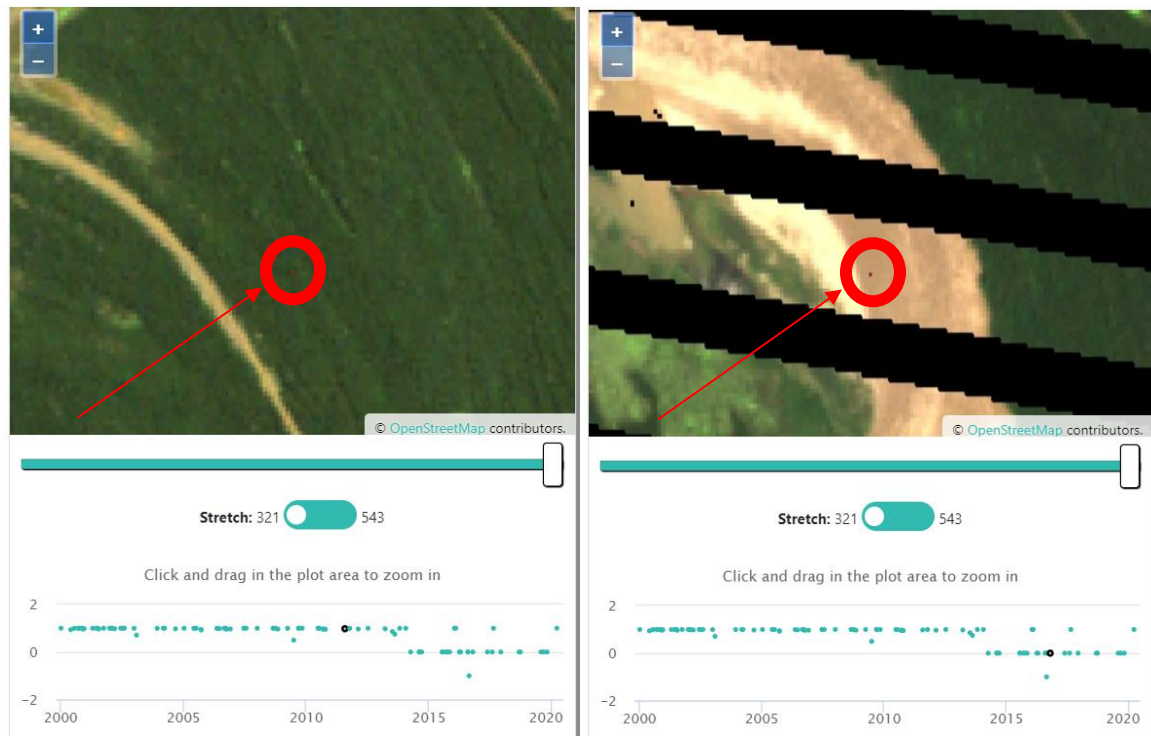 +
−
© OpenStreetMap contributors.
Stretch: 321 543
Click and drag in the plot area to zoom in
2
0
−2
2000 2005 2010 2015 2020
+
−
© OpenStreetMap contributors.
Stretch: 321 543
Click and drag in the plot area to zoom in
2
0
−2
2000 2005 2010 2015 2020